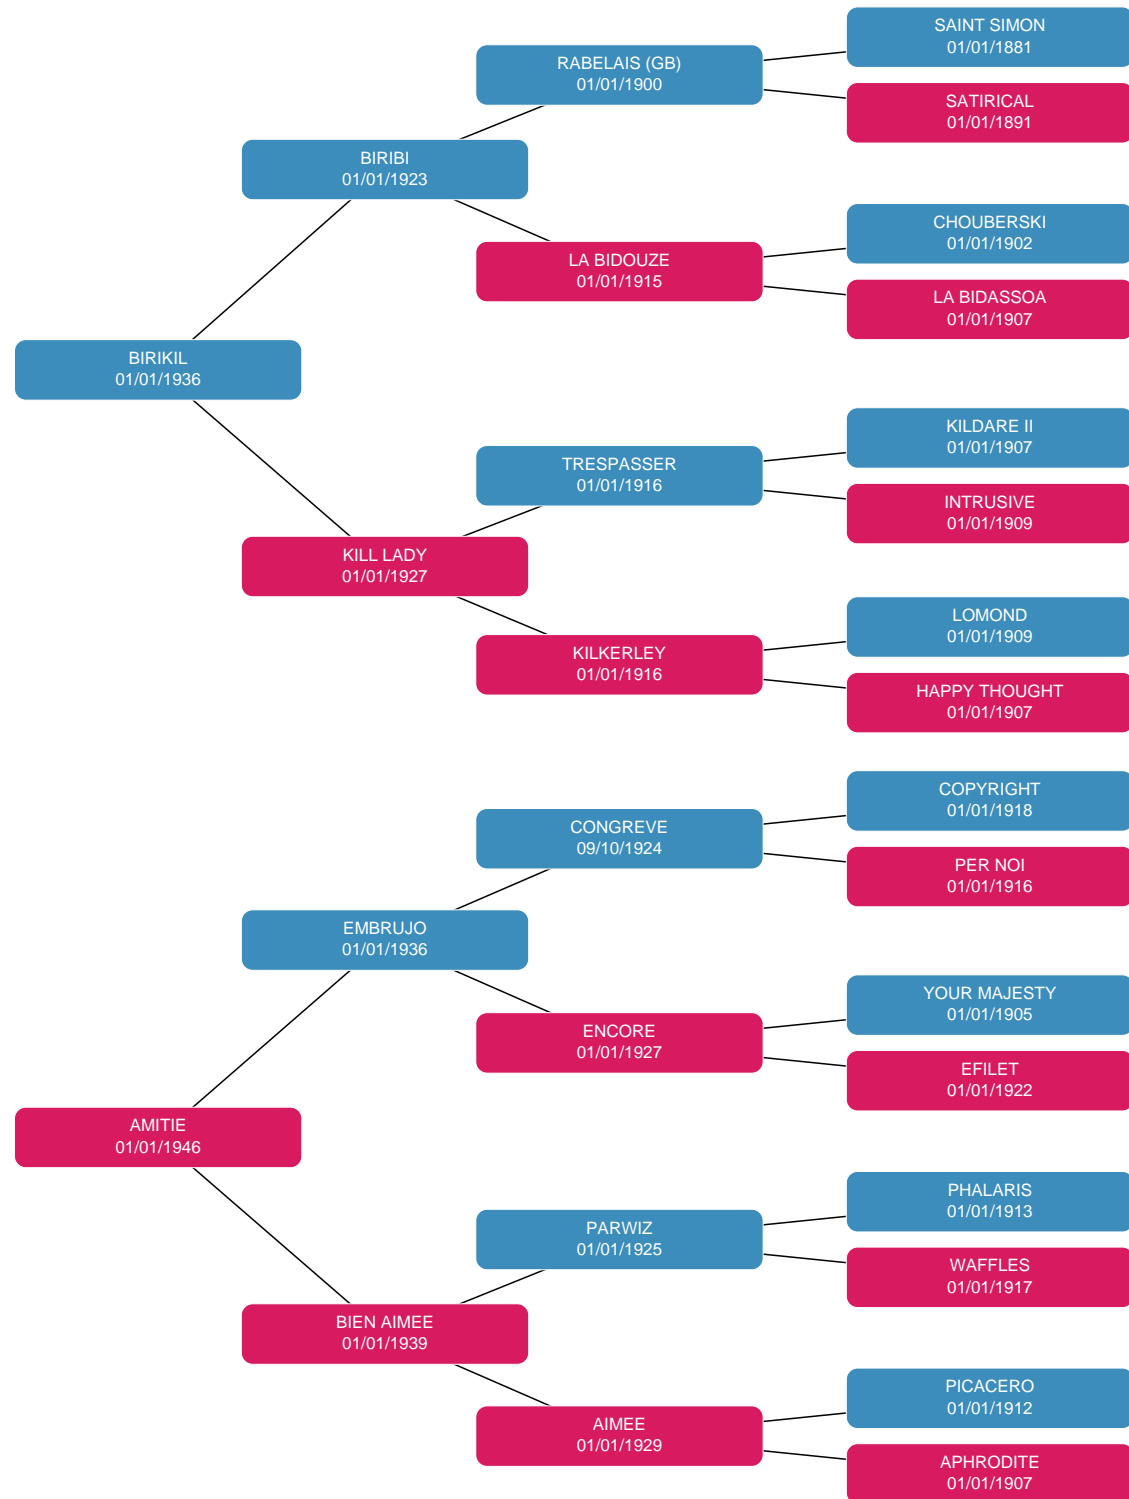 SAINT SIMON
01/01/1881
RABELAIS (GB)
01/01/1900
SATIRICAL
01/01/1891
BIRIBI
01/01/1923
CHOUBERSKI
01/01/1902
LA BIDOUZE
01/01/1915
LA BIDASSOA
01/01/1907
BIRIKIL
01/01/1936
KILDARE II
01/01/1907
TRESPASSER
01/01/1916
INTRUSIVE
01/01/1909
KILL LADY
01/01/1927
LOMOND
01/01/1909
KILKERLEY
01/01/1916
HAPPY THOUGHT
01/01/1907
COPYRIGHT
01/01/1918
CONGREVE
09/10/1924
PER NOI
01/01/1916
EMBRUJO
01/01/1936
YOUR MAJESTY
01/01/1905
ENCORE
01/01/1927
EFILET
01/01/1922
AMITIE
01/01/1946
PHALARIS
01/01/1913
PARWIZ
01/01/1925
WAFFLES
01/01/1917
BIEN AIMEE
01/01/1939
PICACERO
01/01/1912
AIMEE
01/01/1929
APHRODITE
01/01/1907